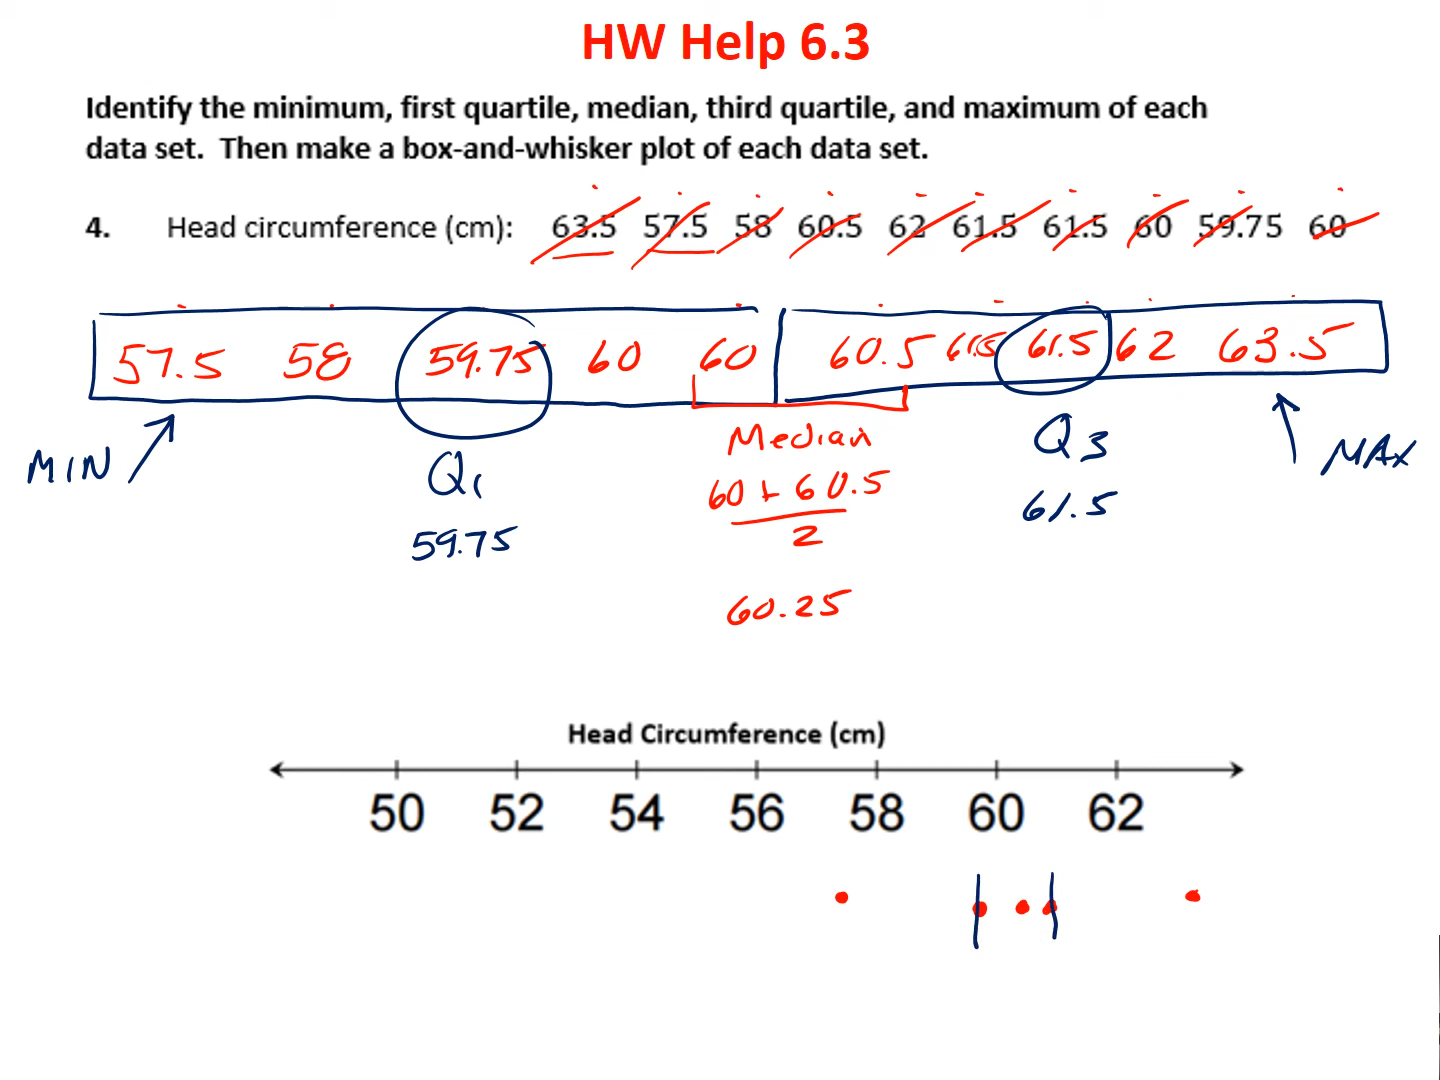 HW Help 6.3
Identify the minimum, first quartile, median, third quartile, and maximum of each
data set. Then make a box-and-whisker plot of each data set.
4. Head circumference (cm): 63.5 57.5 58 60.5 62 61.5 61.5 60 59.75 60
57.5 58 59.75 60 60 60.5 61.5 61.5 62 63.5
MIN Q1 Median Q3 MAX
60 + 60.5
2
59.75 61.5
60.25
Head Circumference (cm)
50 52 54 56 58 60 62